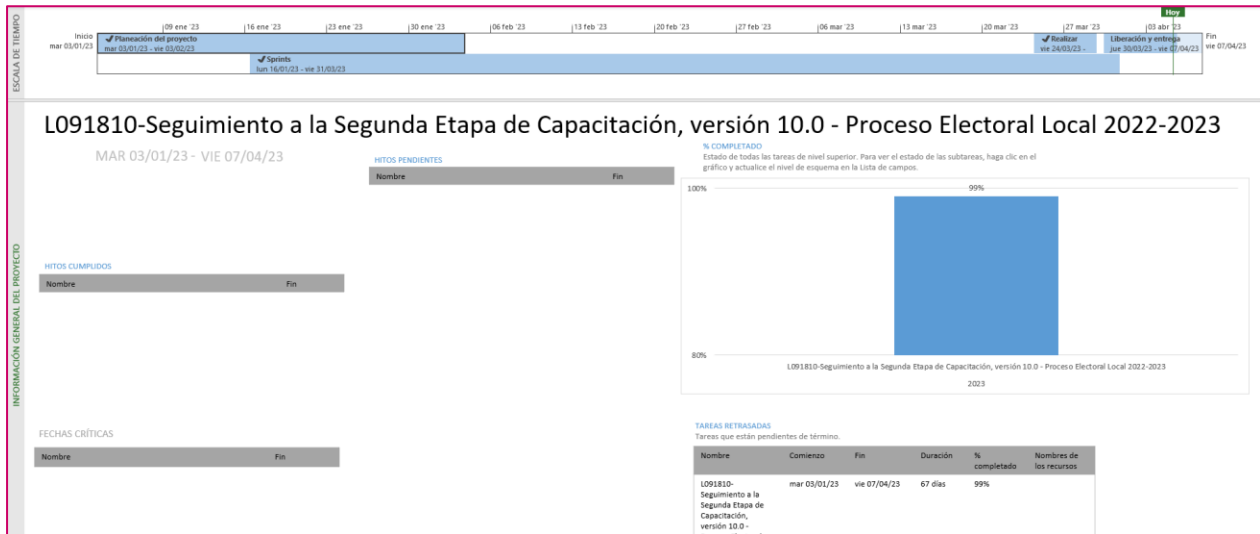 ESCALA DE TIEMPO
Hoy
09 ene '23
16 ene '23
23 ene '23
30 ene '23
06 feb '23
13 feb '23
20 feb '23
27 feb '23
06 mar '23
13 mar '23
20 mar '23
27 mar '23
03 abr '23
Inicio
mar 03/01/23
✓Planeación del proyecto
mar 03/01/23 - vie 03/02/23
✓Sprints
lun 16/01/23 - vie 31/03/23
✓Realizar
vie 24/03/23 -
Liberación y entrega
jue 30/03/23 - vie 07/04/23
Fin
vie 07/04/23
INFORMACIÓN GENERAL DEL PROYECTO
L091810-Seguimiento a la Segunda Etapa de Capacitación, versión 10.0 - Proceso Electoral Local 2022-2023
MAR 03/01/23 - VIE 07/04/23
HITOS PENDIENTES
Nombre Fin
HITOS CUMPLIDOS
Nombre Fin
FECHAS CRÍTICAS
Nombre Fin
% COMPLETADO
Estado de todas las tareas de nivel superior. Para ver el estado de las subtareas, haga clic en el
gráfico y actualice el nivel de esquema en la Lista de campos.
100%
99%
80%
L091810-Seguimiento a la Segunda Etapa de Capacitación, versión 10.0 - Proceso Electoral Local 2022-2023
2023
TAREAS RETRASADAS
Tareas que están pendientes de término.
Nombre Comienzo Fin Duración % completado Nombres de los recursos
L091810- mar 03/01/23 vie 07/04/23 67 días 99%
Seguimiento a la
Segunda Etapa de
Capacitación,
versión 10.0 -